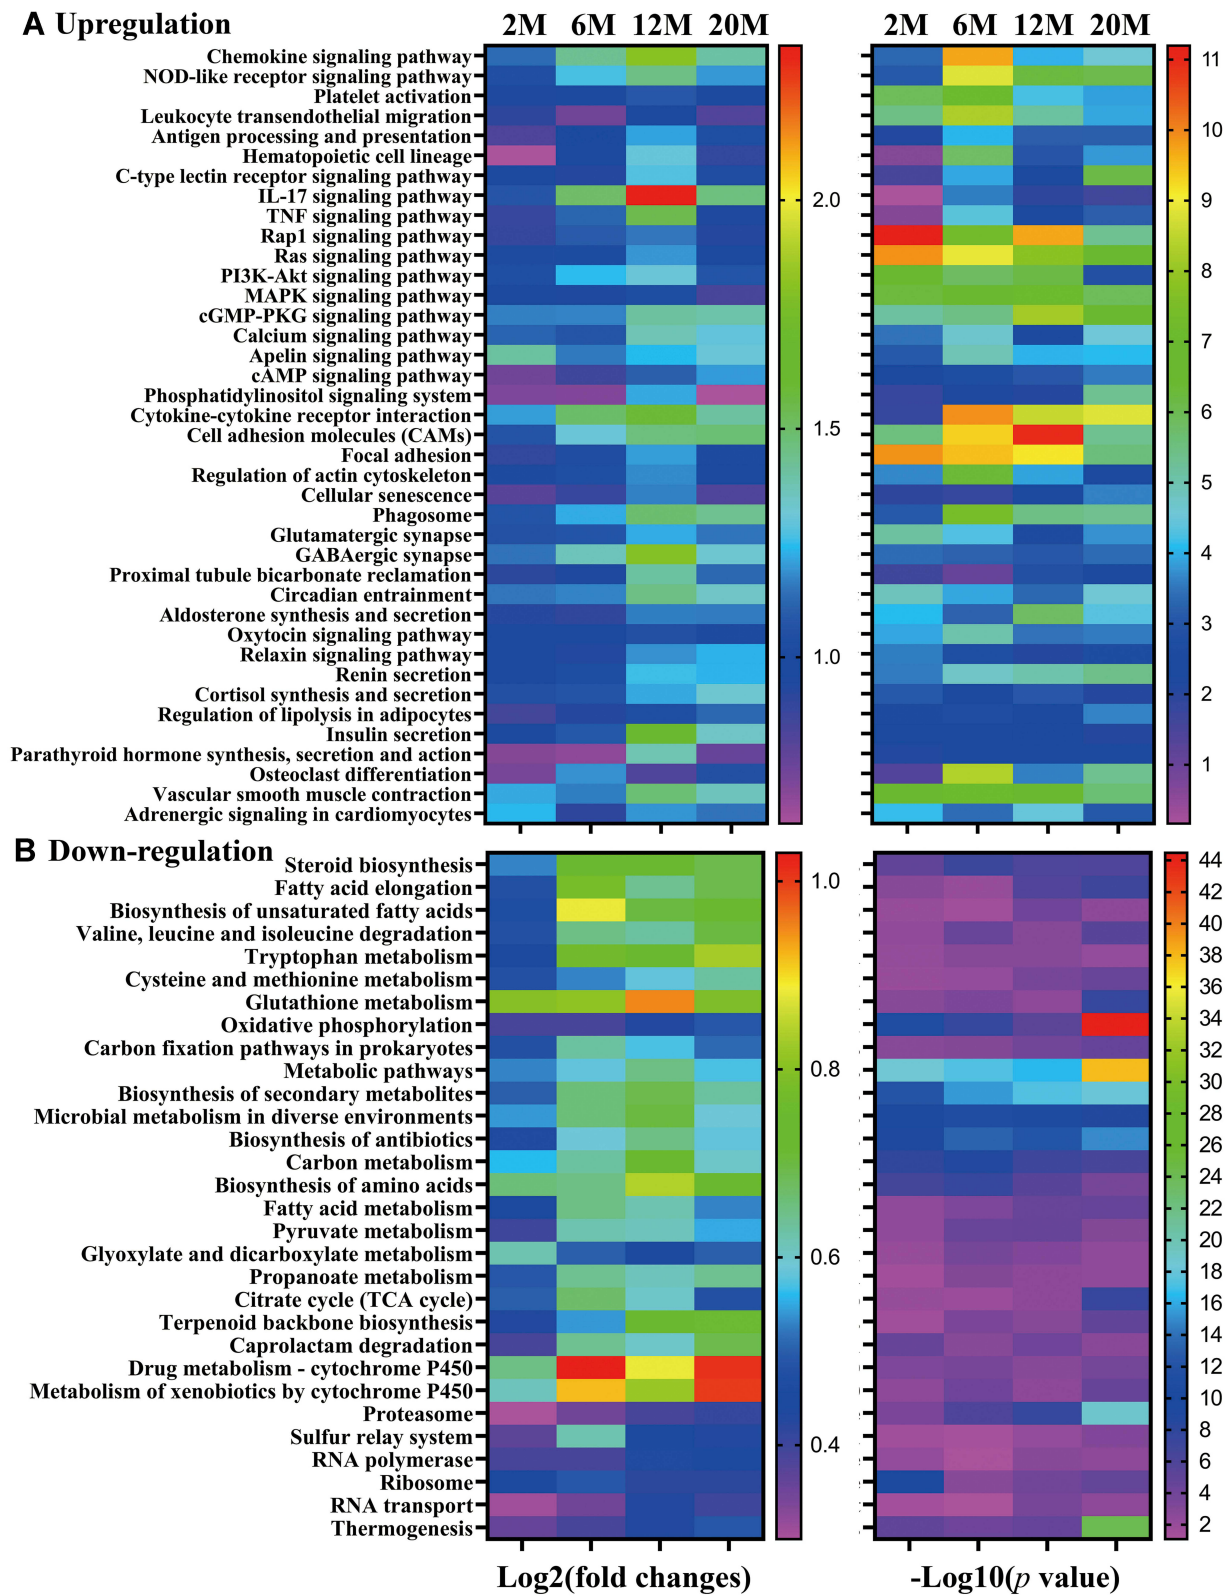 A Upregulation
2M 6M 12M 20M
2M 6M 12M 20M
Chemokine signaling pathway
NOD-like receptor signaling pathway
Platelet activation
Leukocyte transendothelial migration
Antigen processing and presentation
Hematopoietic cell lineage
C-type lectin receptor signaling pathway
IL-17 signaling pathway
TNF signaling pathway
Rap1 signaling pathway
Ras signaling pathway
PI3K-Akt signaling pathway
MAPK signaling pathway
cGMP-PKG signaling pathway
Calcium signaling pathway
Apelin signaling pathway
cAMP signaling pathway
Phosphatidylinositol signaling system
Cytokine-cytokine receptor interaction
Cell adhesion molecules (CAMs)
Focal adhesion
Regulation of actin cytoskeleton
Cellular senescence
Phagosome
Glutamatergic synapse
GABAergic synapse
Proximal tubule bicarbonate reclamation
Circadian entrainment
Aldosterone synthesis and secretion
Oxytocin signaling pathway
Relaxin signaling pathway
Renin secretion
Cortisol synthesis and secretion
Regulation of lipolysis in adipocytes
Insulin secretion
Parathyroid hormone synthesis, secretion and action
Osteoclast differentiation
Vascular smooth muscle contraction
Adrenergic signaling in cardiomyocytes
2.0
1.5
1.0
11
10
9
8
7
6
5
4
3
2
1
B Down-regulation
Steroid biosynthesis
Fatty acid elongation
Biosynthesis of unsaturated fatty acids
Valine, leucine and isoleucine degradation
Tryptophan metabolism
Cysteine and methionine metabolism
Glutathione metabolism
Oxidative phosphorylation
Carbon fixation pathways in prokaryotes
Metabolic pathways
Biosynthesis of secondary metabolites
Microbial metabolism in diverse environments
Biosynthesis of antibiotics
Carbon metabolism
Biosynthesis of amino acids
Fatty acid metabolism
Pyruvate metabolism
Glyoxylate and dicarboxylate metabolism
Propanoate metabolism
Citrate cycle (TCA cycle)
Terpenoid backbone biosynthesis
Caprolactam degradation
Drug metabolism - cytochrome P450
Metabolism of xenobiotics by cytochrome P450
Proteasome
Sulfur relay system
RNA polymerase
Ribosome
RNA transport
Thermogenesis
1.0
0.8
0.6
0.4
44
42
40
38
36
34
32
30
28
26
24
22
20
18
16
14
12
10
8
6
4
2
Log2(fold changes)
-Log10(p value)